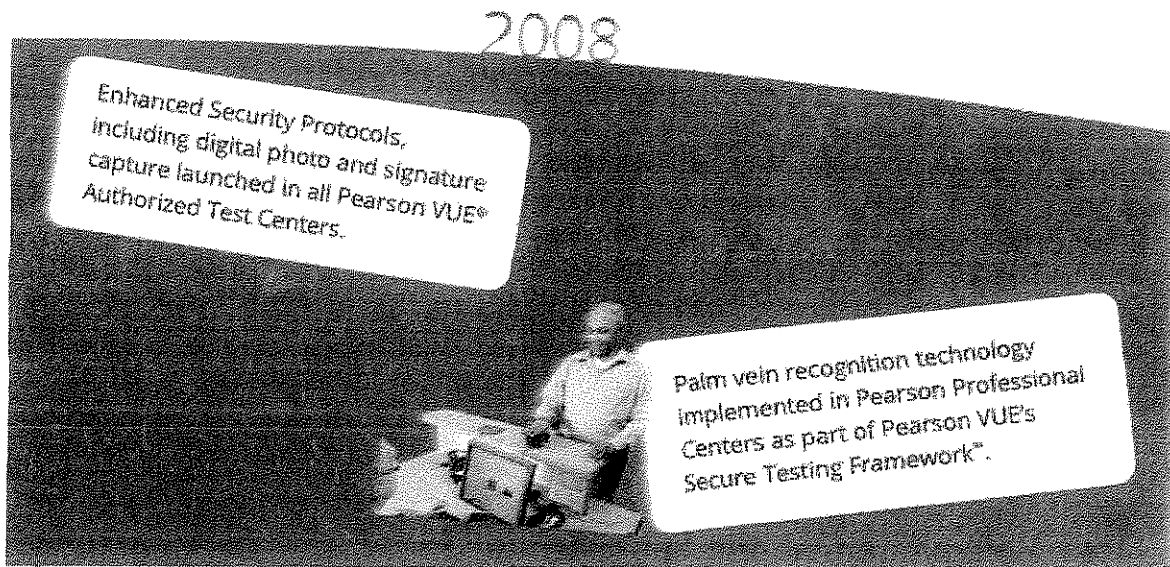 2008
Enhanced Security Protocols,
including digital photo and signature
capture launched in all Pearson VUE®
Authorized Test Centers.
Palm vein recognition technology
implemented in Pearson Professional
Centers as part of Pearson VUE's
Secure Testing Framework™.